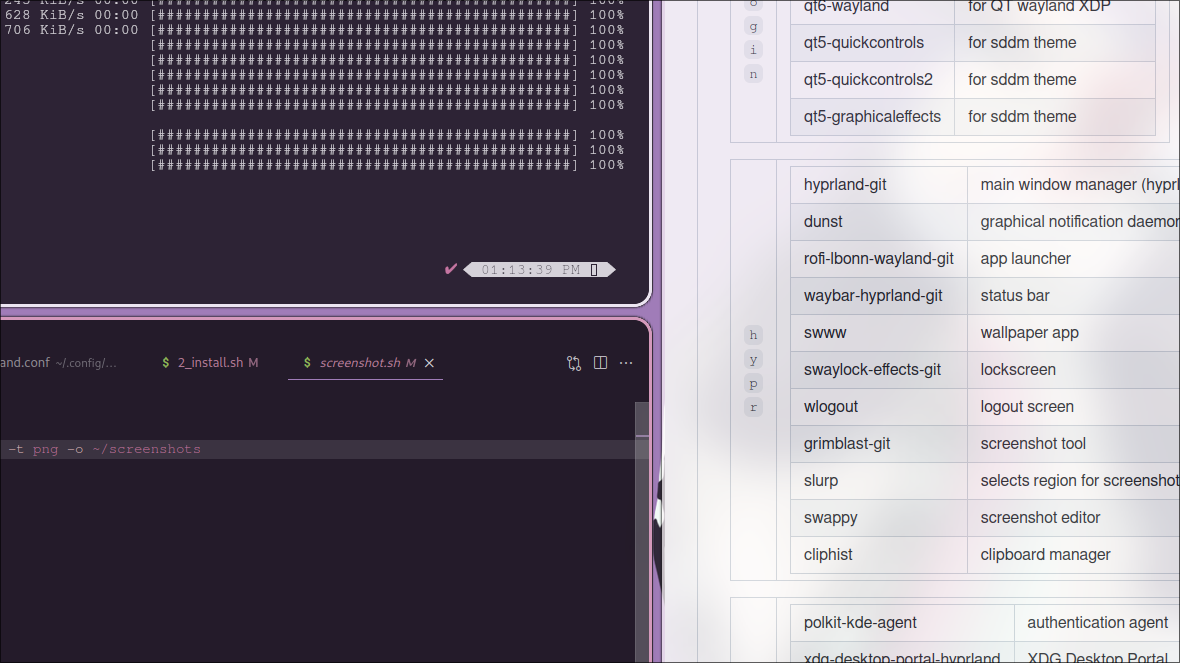 245 KiB/s 00:00 [##############################################] 100%
628 KiB/s 00:00 [##############################################] 100%
706 KiB/s 00:00 [##############################################] 100%
[##############################################] 100%
[##############################################] 100%
[##############################################] 100%
[##############################################] 100%
[##############################################] 100%
[##############################################] 100%
[##############################################] 100%
[##############################################] 100%
✔ 01:13:39 PM
and.conf ~/.config/... $ 2_install.sh M $ screenshot.sh M ×
-t png -o ~/screenshots
o
g
i
n
qt6-wayland for QT wayland XDP
qt5-quickcontrols for sddm theme
qt5-quickcontrols2 for sddm theme
qt5-graphicaleffects for sddm theme
h
y
p
r
hyprland-git main window manager (hyprl
dunst graphical notification daemon
rofi-lbonn-wayland-git app launcher
waybar-hyprland-git status bar
swww wallpaper app
swaylock-effects-git lockscreen
wlogout logout screen
grimblast-git screenshot tool
slurp selects region for screenshot
swappy screenshot editor
cliphist clipboard manager
polkit-kde-agent authentication agent
xdg-desktop-portal-hyprland XDG Desktop Portal